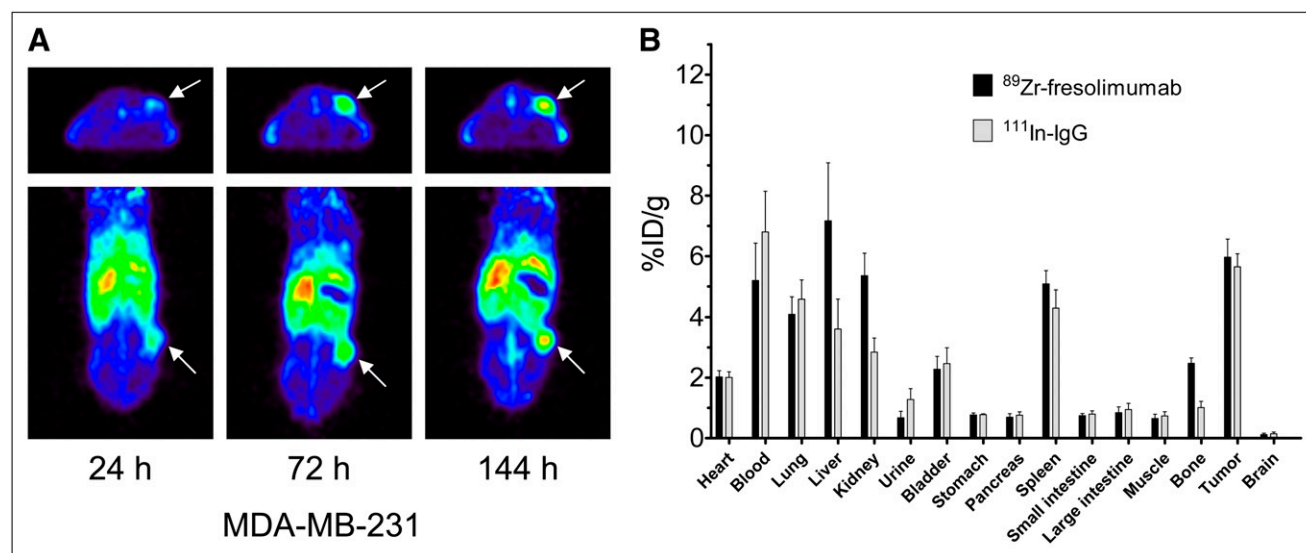 A
24 h
72 h
144 h
MDA-MB-231
B
%ID/g
12
10
8
6
4
2
0
⁸⁹Zr-fresolimumab
¹¹¹In-IgG
Heart
Blood
Lung
Liver
Kidney
Urine
Bladder
Stomach
Pancreas
Spleen
Small intestine
Large intestine
Muscle
Bone
Tumor
Brain